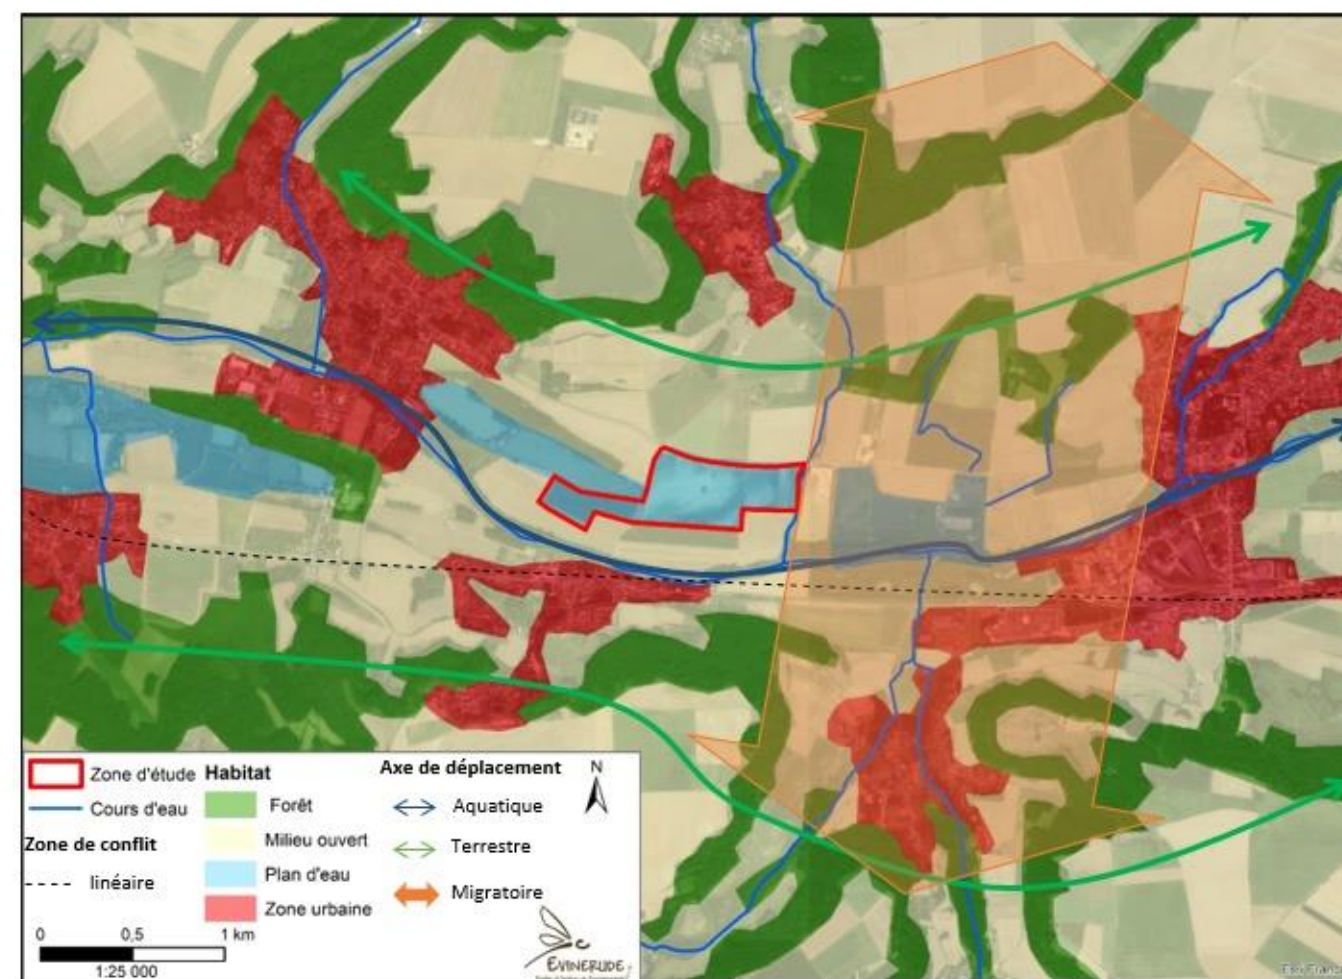 Zone d'étude
Cours d'eau
Zone de conflit
linéaire
0 0,5 1 km
1:25 000
Habitat
Forêt
Milieu ouvert
Plan d'eau
Zone urbaine
Axe de déplacement
Aquatique
Terrestre
Migratoire
N
EVINERUDE